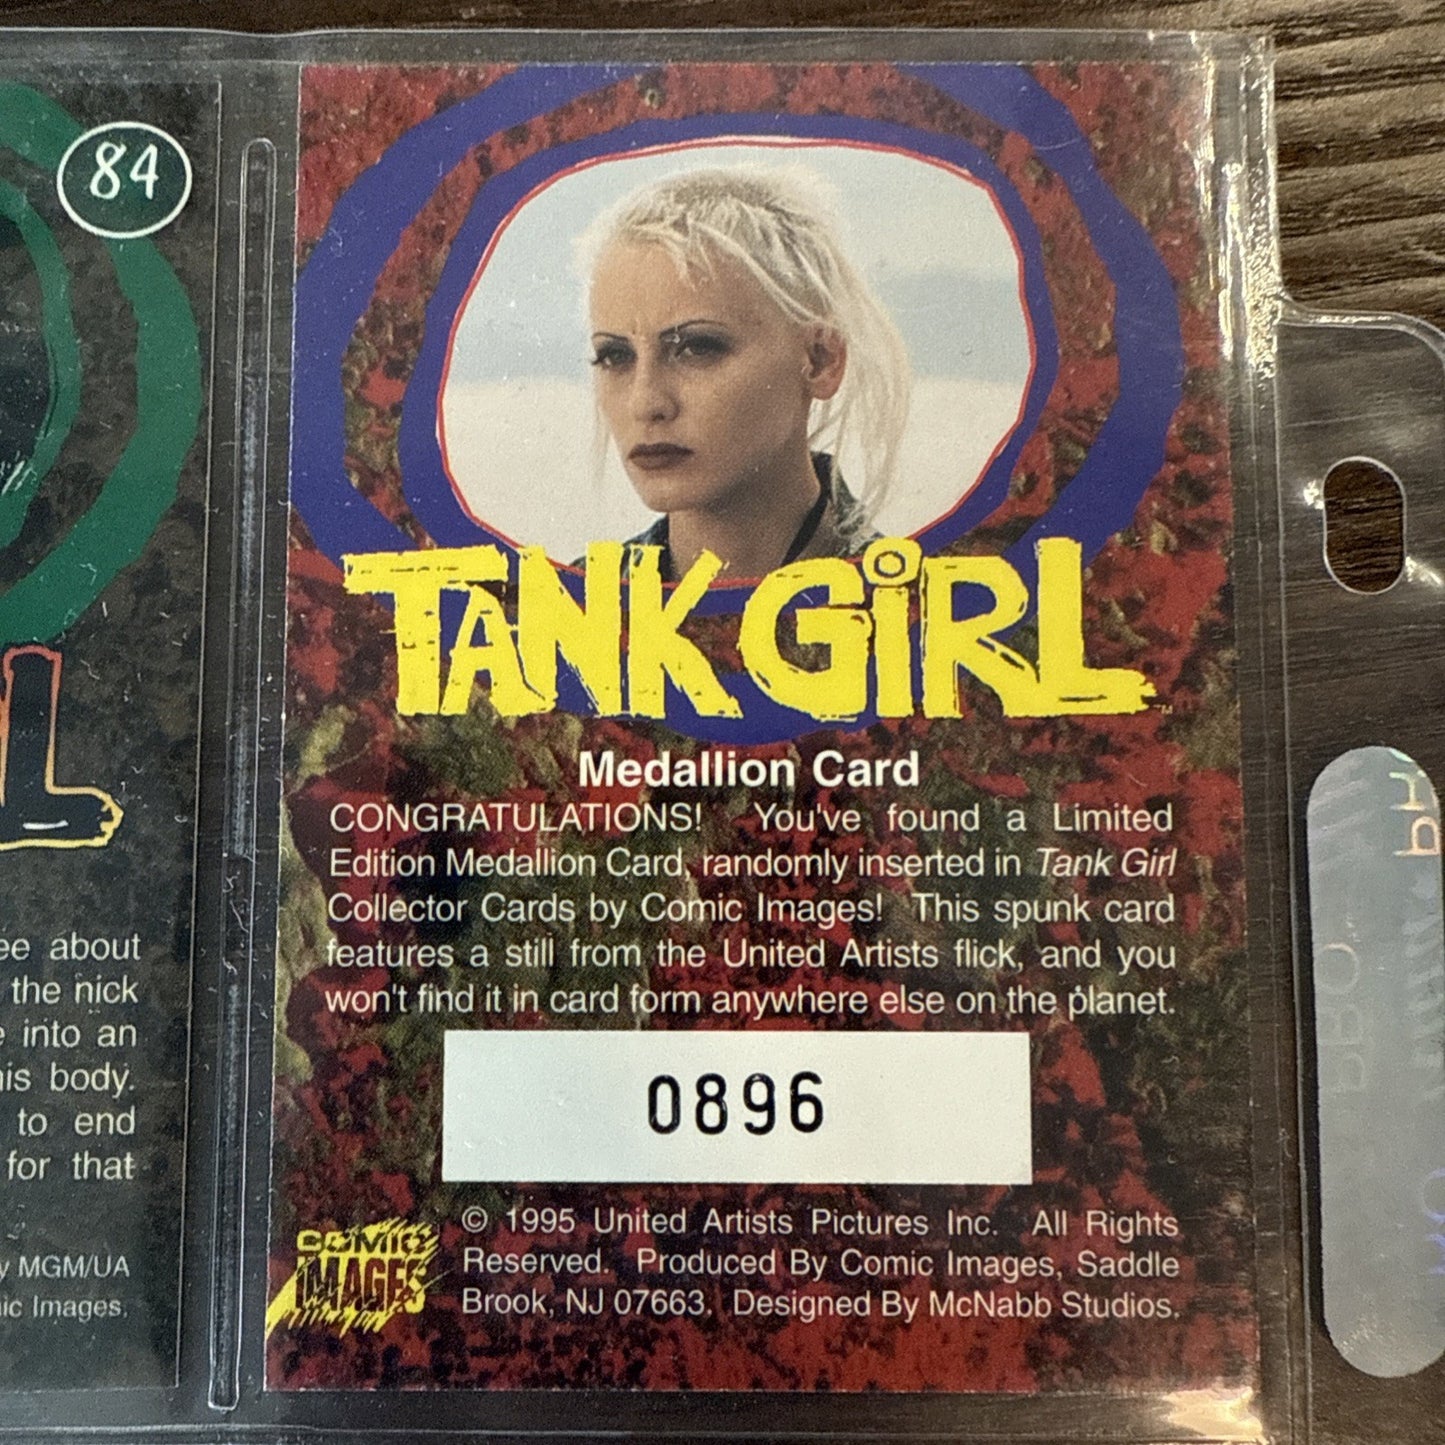 84
ee about
the nick
e into an
his body.
to end
for that
y MGM/UA
ic Images.
TANK GiRL™
Medallion Card
CONGRATULATIONS! You've found a Limited
Edition Medallion Card, randomly inserted in Tank Girl
Collector Cards by Comic Images! This spunk card
features a still from the United Artists flick, and you
won't find it in card form anywhere else on the planet.
0896
COMIC
IMAGES
© 1995 United Artists Pictures Inc. All Rights
Reserved. Produced By Comic Images, Saddle
Brook, NJ 07663. Designed By McNabb Studios.